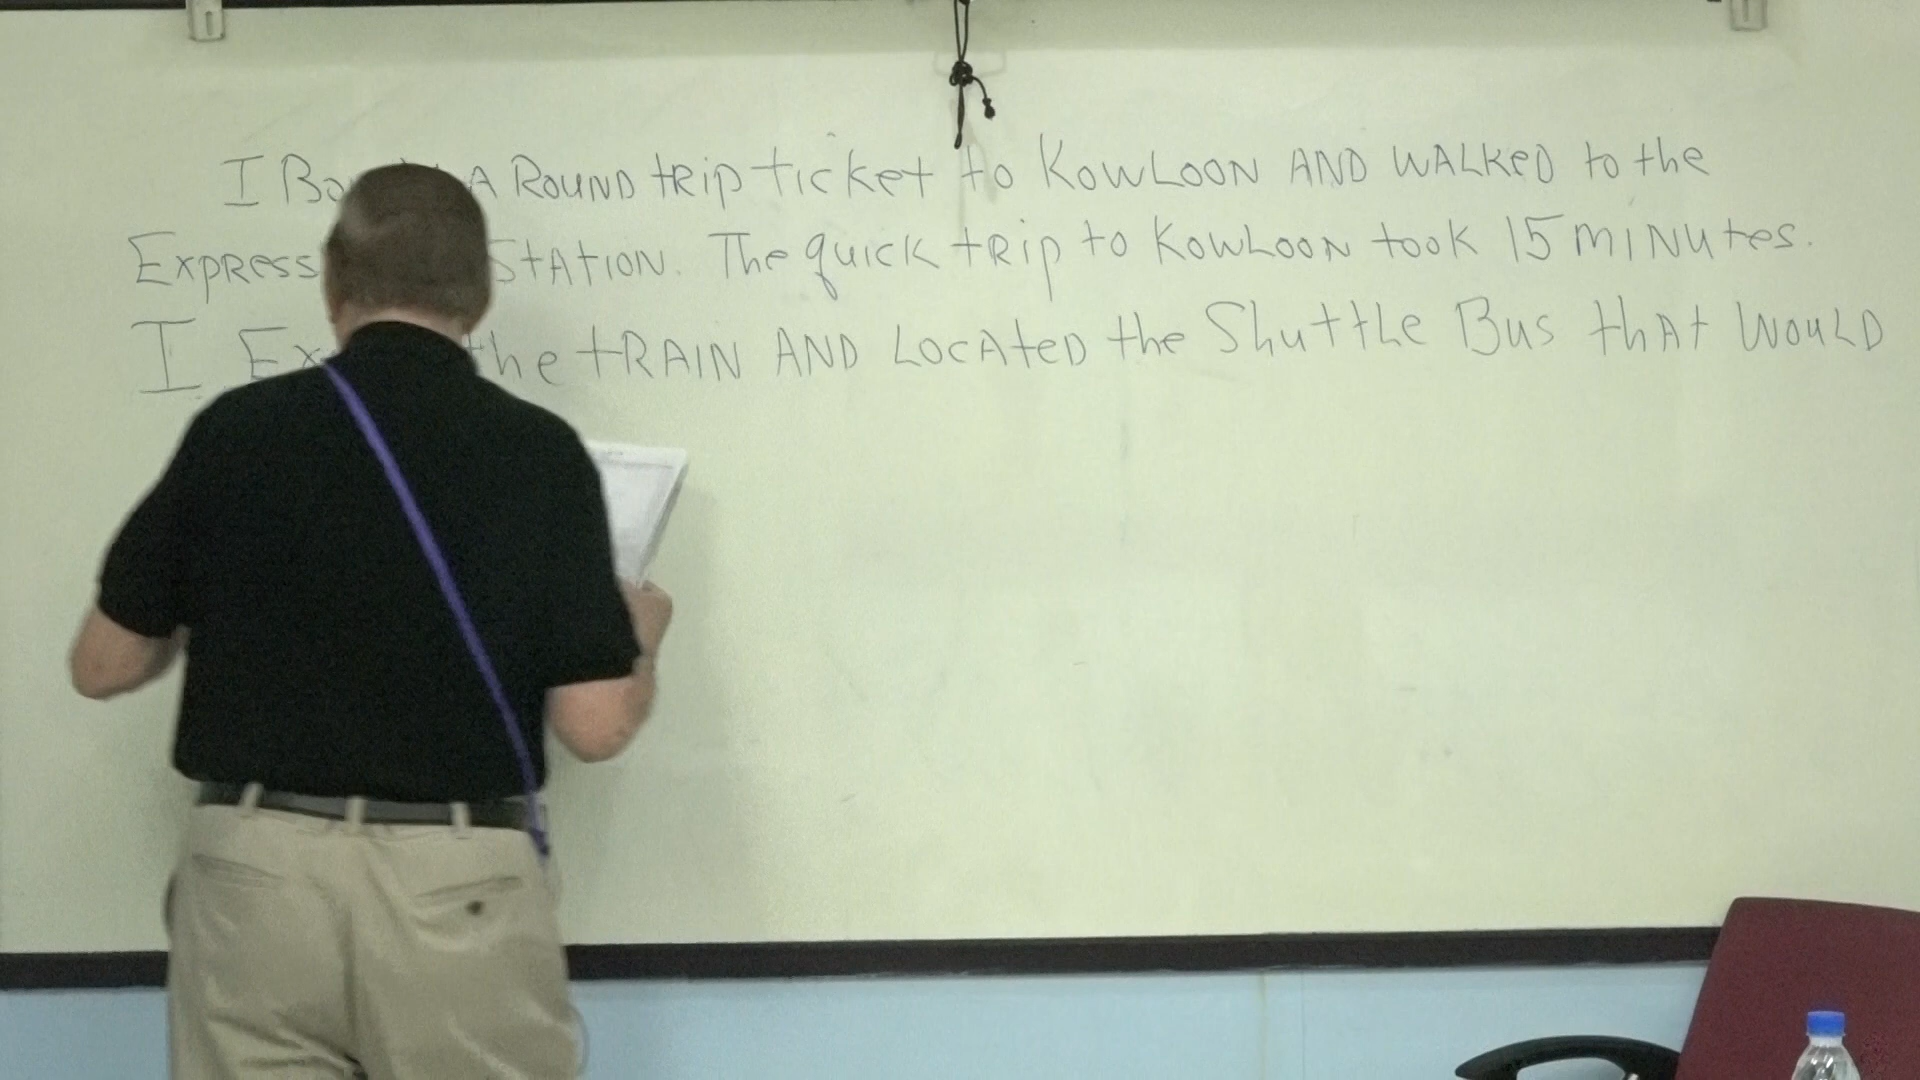 I A ROUND tRip ticket to KOWLOON AND WALKED to the
Express StAtION. The quick tRip to KOWLOON took 15 MINutes.
I the tRAIN AND LOCAteD the Shuttle Bus thAt WOULD